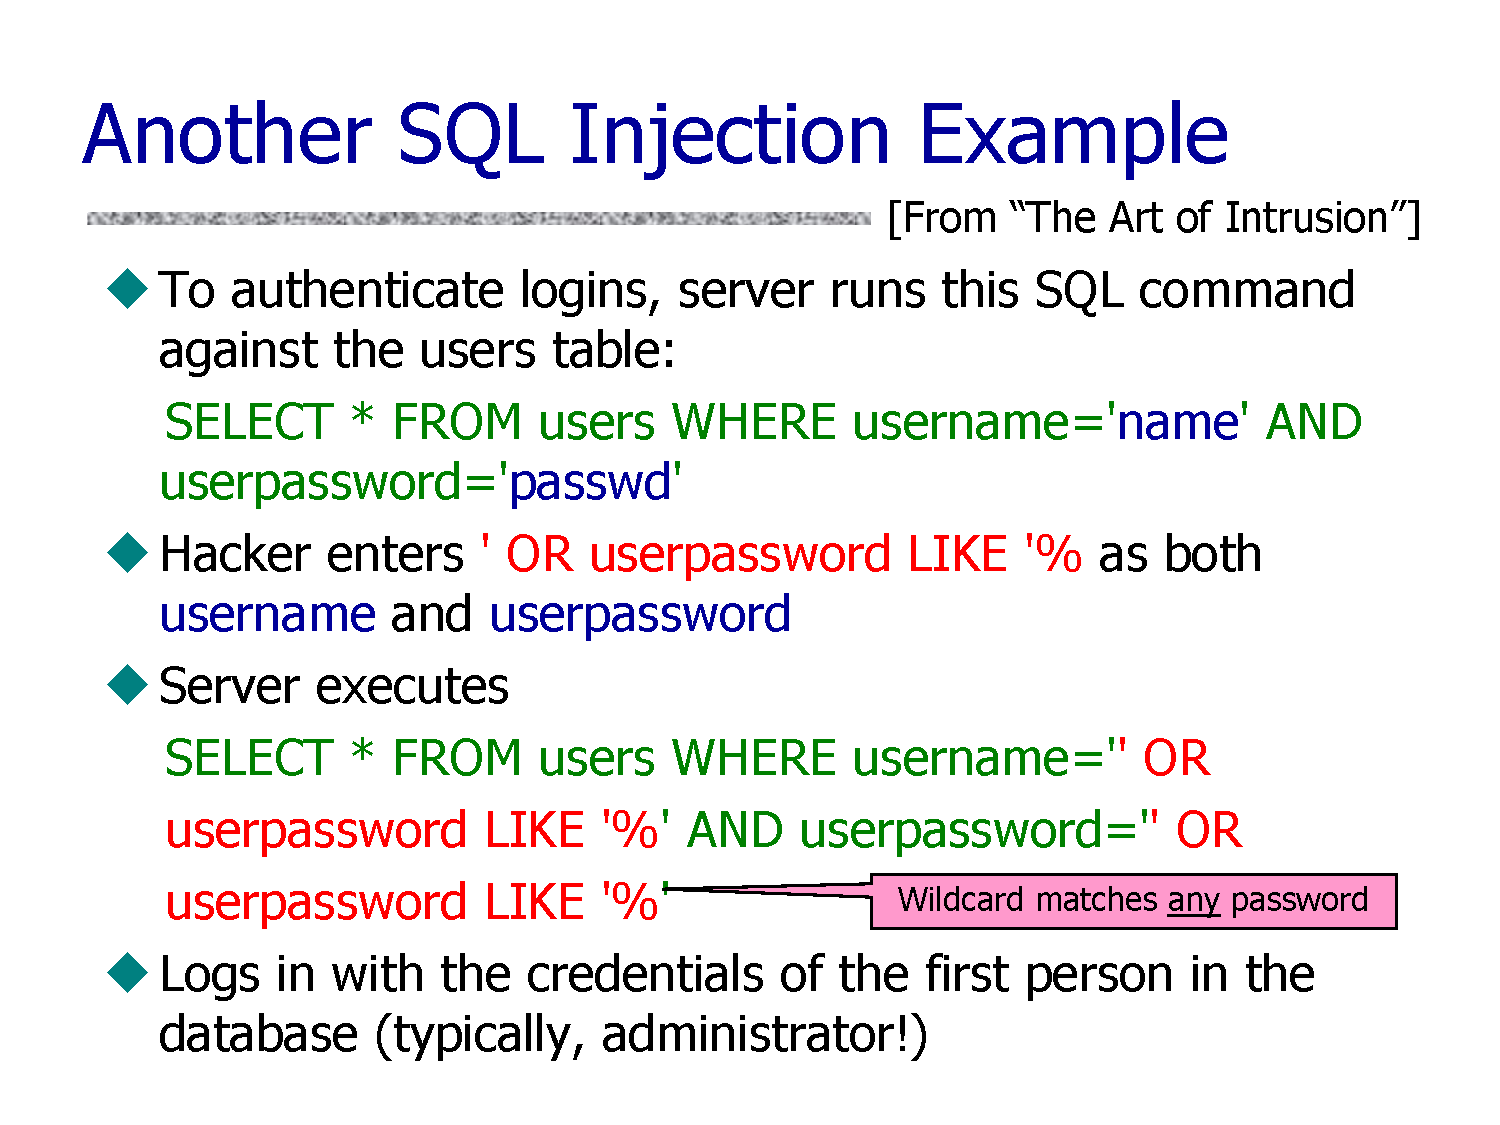 Another SQL Injection Example
[From “The Art of Intrusion”]
To authenticate logins, server runs this SQL command
against the users table:
SELECT * FROM users WHERE username='name' AND
userpassword='passwd'
Hacker enters ' OR userpassword LIKE '% as both
username and userpassword
Server executes
SELECT * FROM users WHERE username='' OR
userpassword LIKE '%' AND userpassword='' OR
userpassword LIKE '%'
Wildcard matches any password
Logs in with the credentials of the first person in the
database (typically, administrator!)